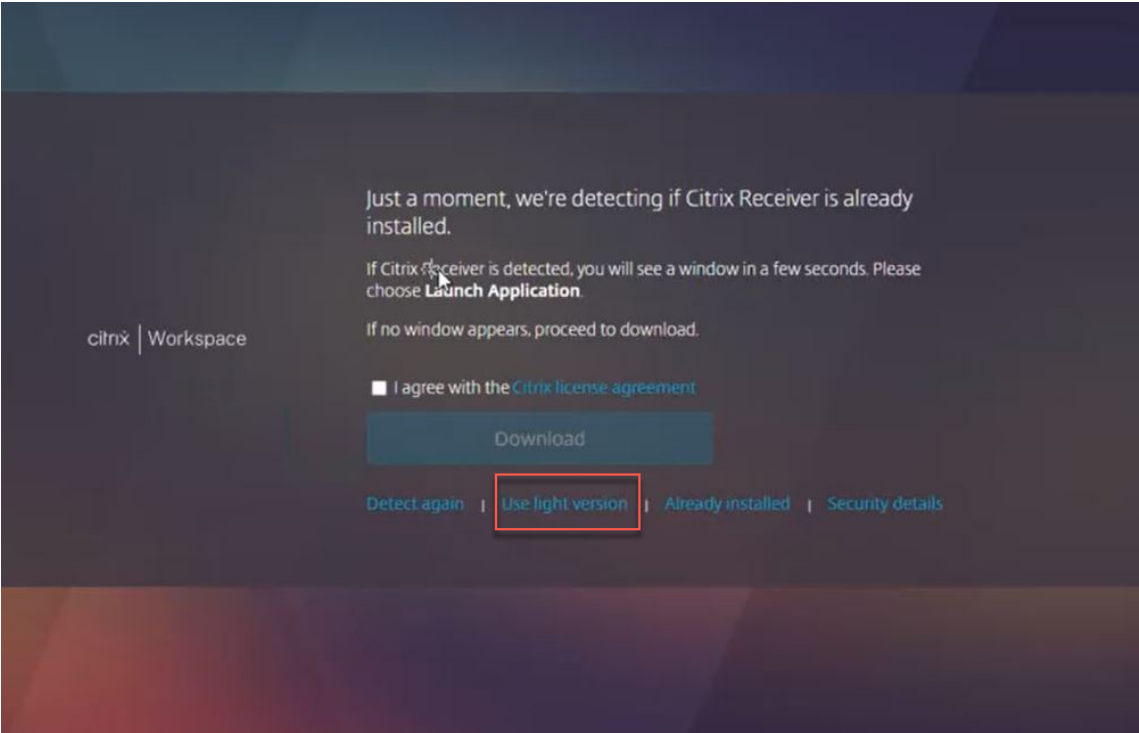 Just a moment, we're detecting if Citrix Receiver is already
installed.
If Citrix Receiver is detected, you will see a window in a few seconds. Please
choose Launch Application.
If no window appears, proceed to download.
citrix | Workspace
I agree with the Citrix license agreement
Download
Detect again | Use light version | Already installed | Security details